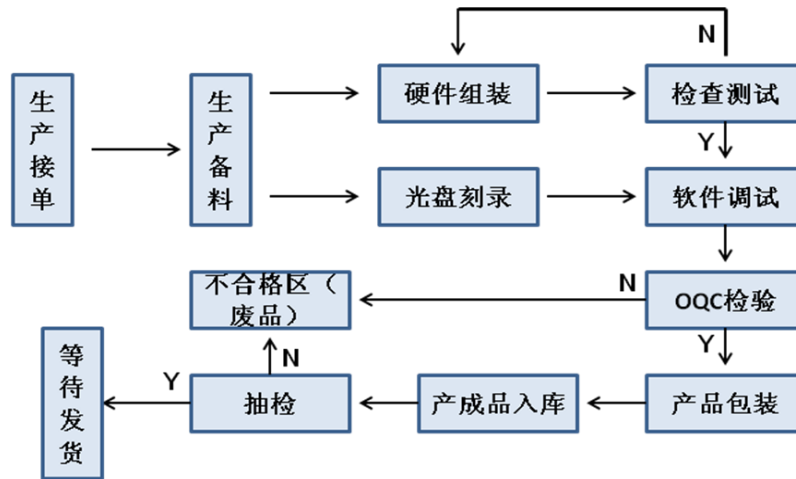 N
生产接单
生产备料
硬件组装
检查测试
Y
光盘刻录
软件调试
不合格区（
废品）
N
OQC检验
Y
等待发货
Y
N
抽检
产成品入库
产品包装